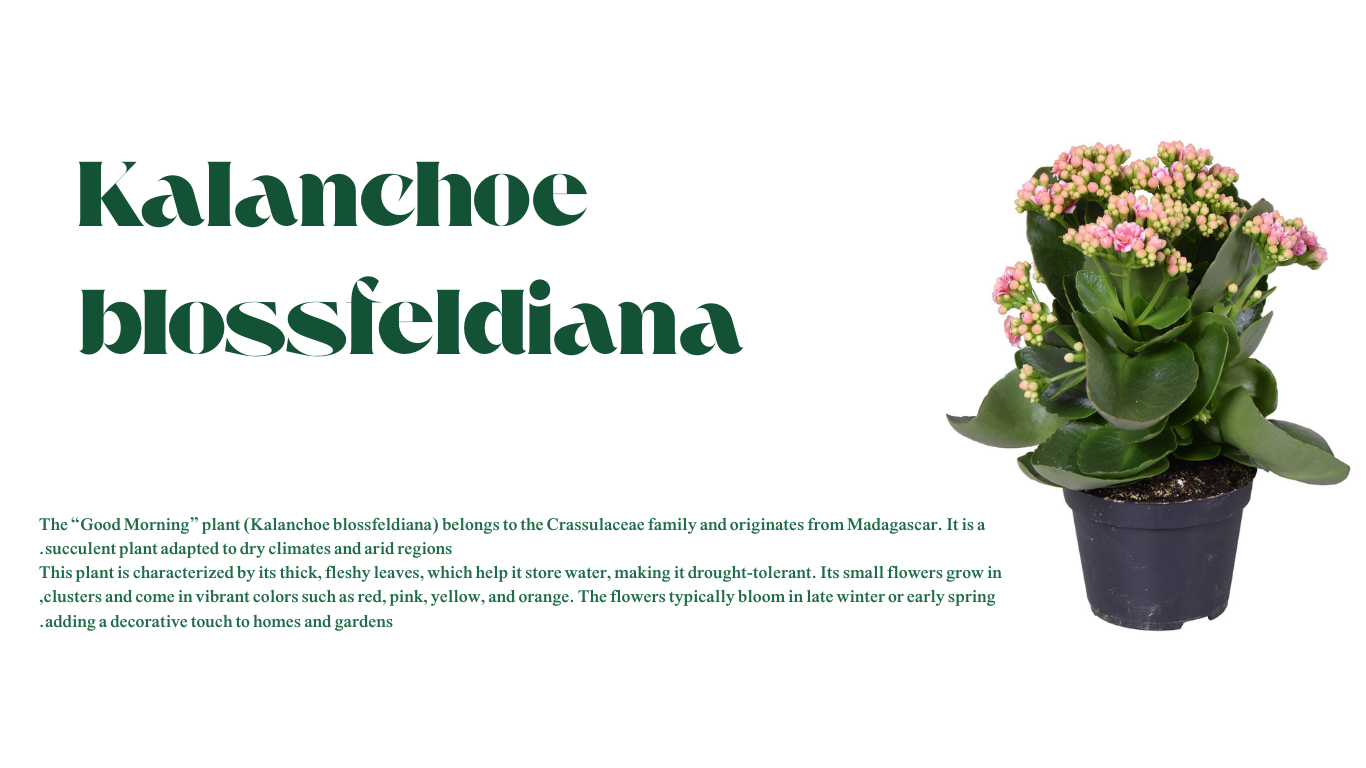 Kalanchoe
blossfeldiana
The “Good Morning” plant (Kalanchoe blossfeldiana) belongs to the Crassulaceae family and originates from Madagascar. It is a
.succulent plant adapted to dry climates and arid regions
This plant is characterized by its thick, fleshy leaves, which help it store water, making it drought-tolerant. Its small flowers grow in
,clusters and come in vibrant colors such as red, pink, yellow, and orange. The flowers typically bloom in late winter or early spring
.adding a decorative touch to homes and gardens